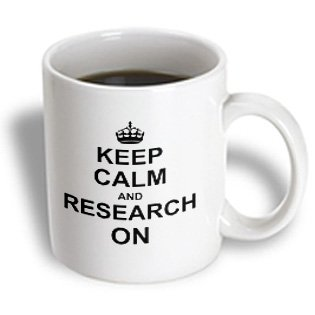 KEEP
CALM
AND
RESEARCH
ON